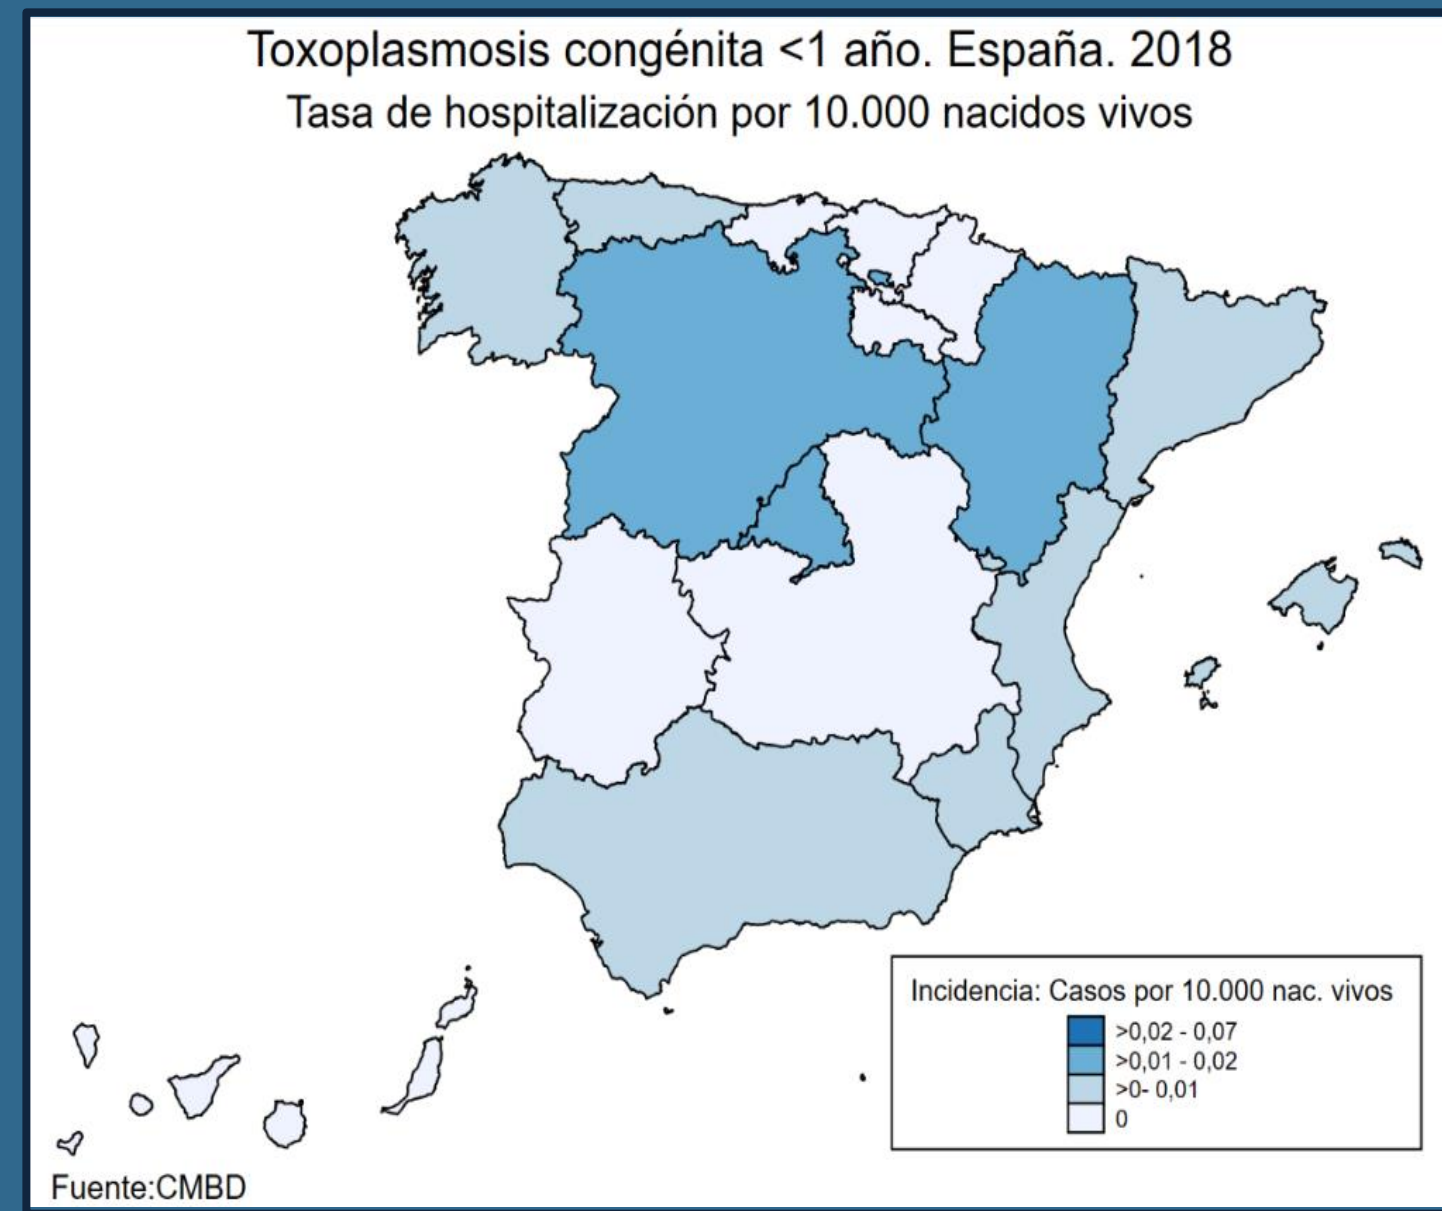 Toxoplasmosis congénita <1 año. España. 2018
Tasa de hospitalización por 10.000 nacidos vivos
Incidencia: Casos por 10.000 nac. vivos
>0,02 - 0,07
>0,01 - 0,02
>0- 0,01
0
Fuente:CMBD